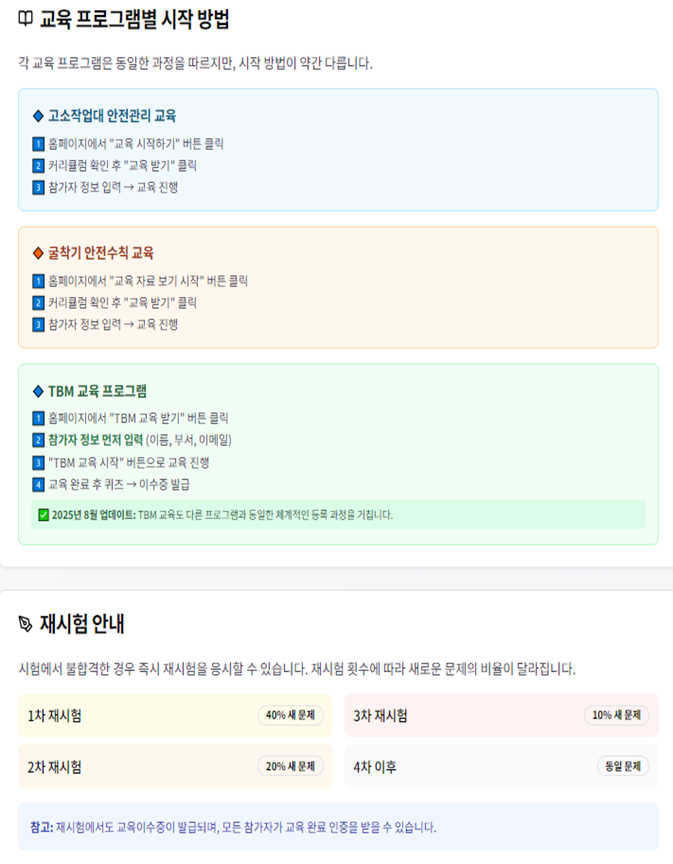 교육 프로그램별 시작 방법
각 교육 프로그램은 동일한 과정을 따르지만, 시작 방법이 약간 다릅니다.
고소작업대 안전관리 교육
1 홈페이지에서 "교육 시작하기" 버튼 클릭
2 커리큘럼 확인 후 "교육 받기" 클릭
3 참가자 정보 입력 → 교육 진행
굴착기 안전수칙 교육
1 홈페이지에서 "교육 자료 보기 시작" 버튼 클릭
2 커리큘럼 확인 후 "교육 받기" 클릭
3 참가자 정보 입력 → 교육 진행
TBM 교육 프로그램
1 홈페이지에서 "TBM 교육 받기" 버튼 클릭
2 참가자 정보 먼저 입력 (이름, 부서, 이메일)
3 "TBM 교육 시작" 버튼으로 교육 진행
4 교육 완료 후 퀴즈 → 이수증 발급
✅ 2025년 8월 업데이트: TBM 교육도 다른 프로그램과 동일한 체계적인 등록 과정을 거칩니다.
재시험 안내
시험에서 불합격한 경우 즉시 재시험을 응시할 수 있습니다. 재시험 횟수에 따라 새로운 문제의 비율이 달라집니다.
1차 재시험 40% 새 문제
3차 재시험 10% 새 문제
2차 재시험 20% 새 문제
4차 이후 동일 문제
참고: 재시험에서도 교육이수증이 발급되며, 모든 참가자가 교육 완료 인증을 받을 수 있습니다.